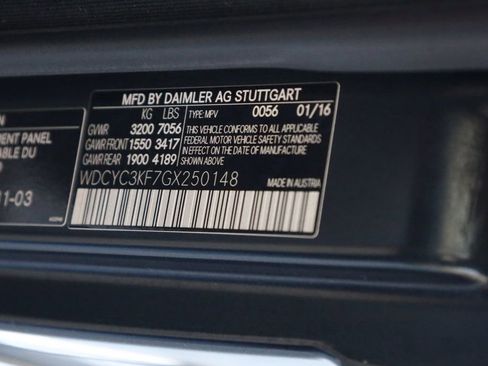 MFD BY DAIMLER AG STUTTGART
KG LBS TYPE: MPV 0056 01/16
GVWR 3200 7056 THIS VEHICLE CONFORMS TO ALL APPLICABLE
GAWR FRONT 1550 3417 FEDERAL MOTOR VEHICLE SAFETY STANDARDS
GAWR REAR 1900 4189 IN EFFECT ON THE DATE OF MANUFACTURE
SHOWN ABOVE
WDCYC3KF7GX250148 MADE IN AUSTRIA
N
ENT PANEL
ABLE DU
1-03